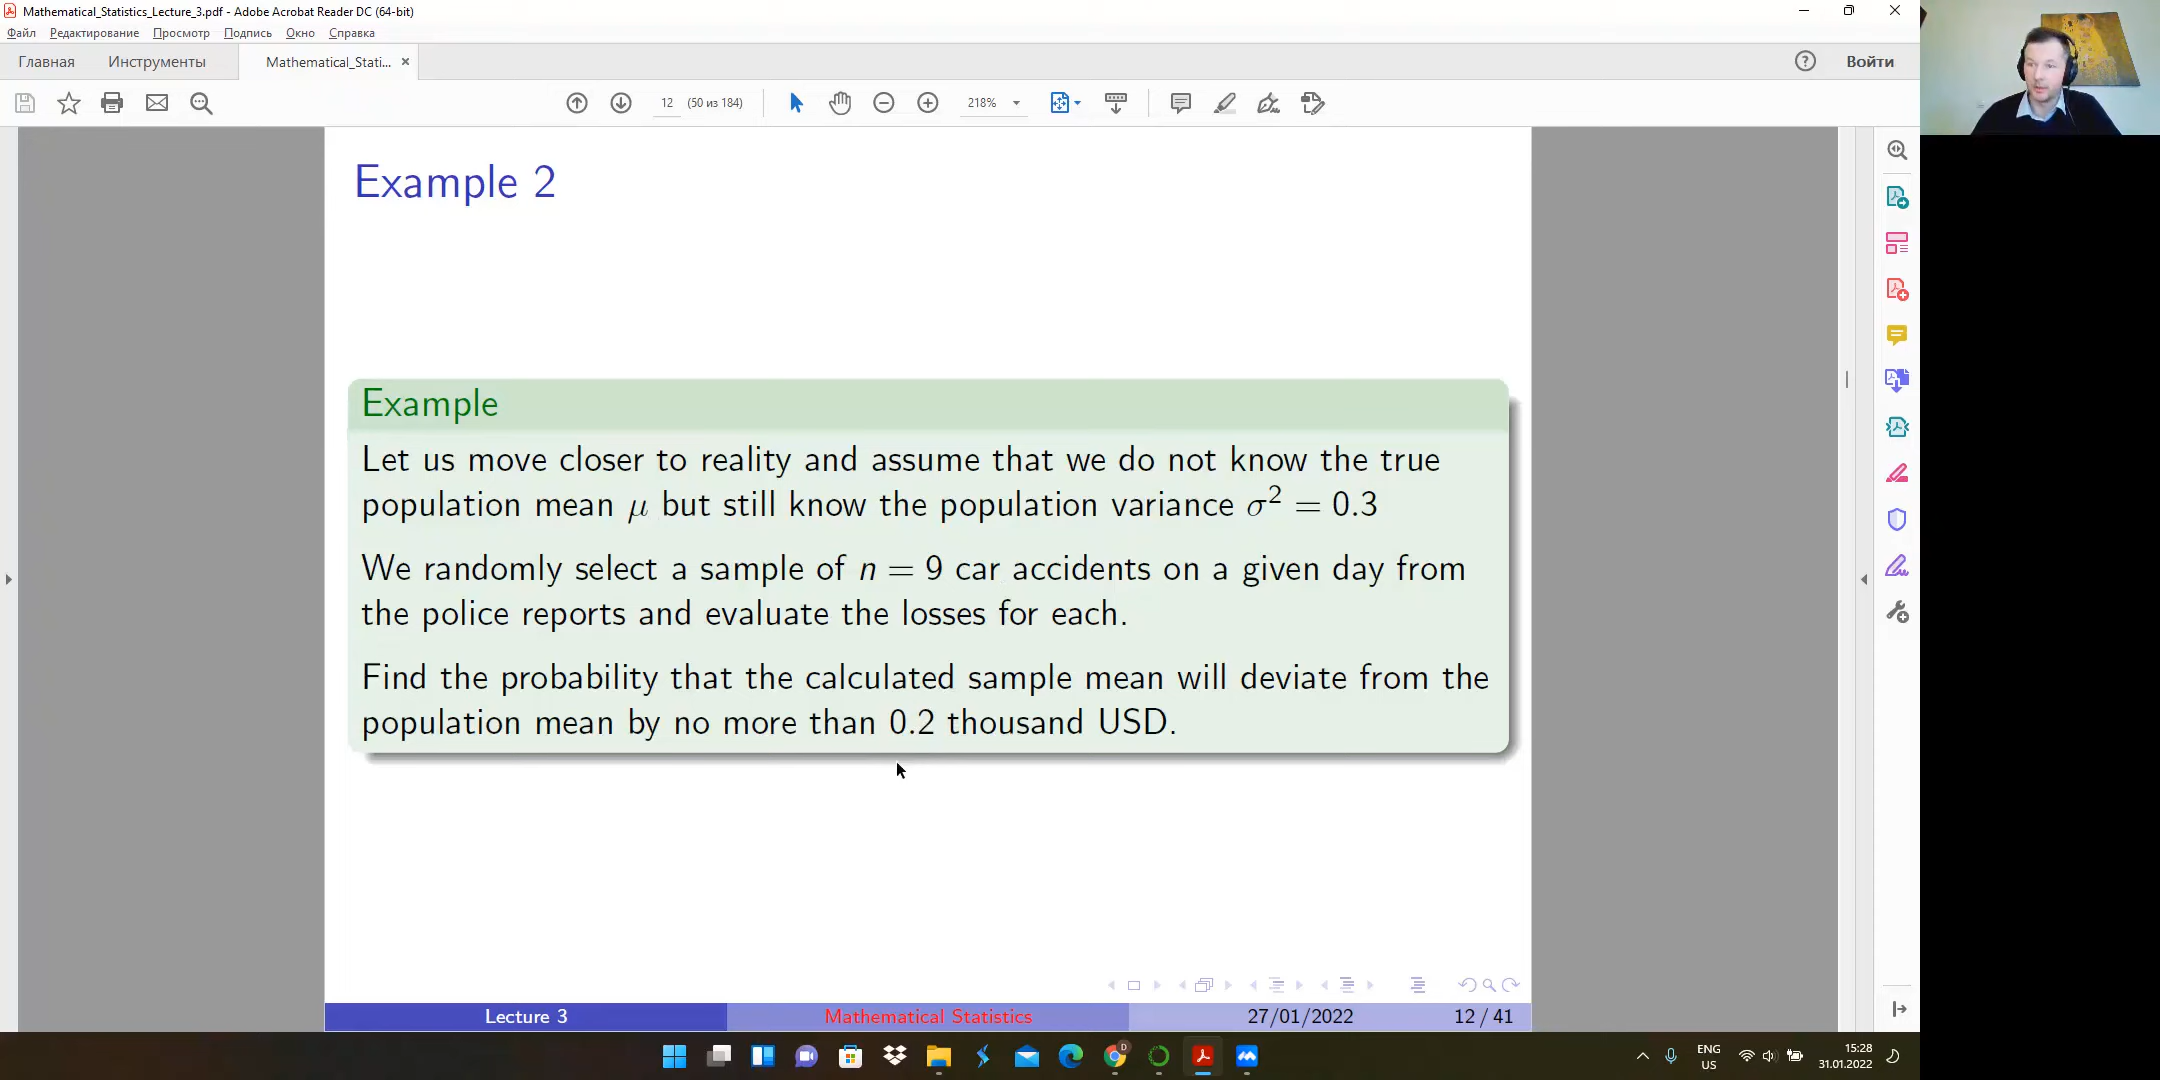 Mathematical_Statistics_Lecture_3.pdf - Adobe Acrobat Reader DC (64-bit)
Файл Редактирование Просмотр Подпись Окно Справка
Главная Инструменты Mathematical_Stati... × Войти
12 (50 из 184) 218%
Example 2
Example
Let us move closer to reality and assume that we do not know the true
population mean μ but still know the population variance σ² = 0.3
We randomly select a sample of n = 9 car accidents on a given day from
the police reports and evaluate the losses for each.
Find the probability that the calculated sample mean will deviate from the
population mean by no more than 0.2 thousand USD.
Lecture 3 Mathematical Statistics 27/01/2022 12 / 41
ENG 15:28
US 31.01.2022